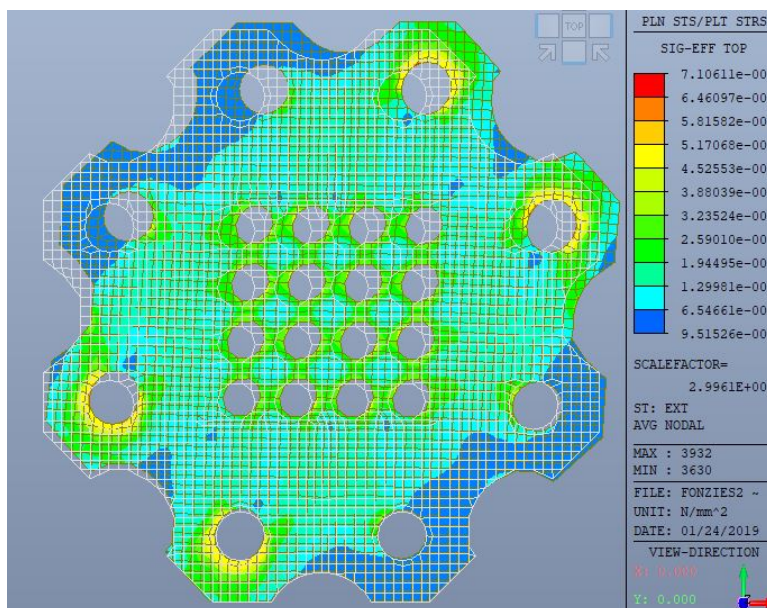 TOP
PLN STS/PLT STRS
SIG-EFF TOP
7.10611e-00
6.46097e-00
5.81582e-00
5.17068e-00
4.52553e-00
3.88039e-00
3.23524e-00
2.59010e-00
1.94495e-00
1.29981e-00
6.54661e-00
9.51526e-00
SCALEFACTOR=
2.9961E+00
ST: EXT
AVG NODAL
MAX : 3932
MIN : 3630
FILE: FONZIES2 ~
UNIT: N/mm^2
DATE: 01/24/2019
VIEW-DIRECTION
X: 0.000
Y: 0.000